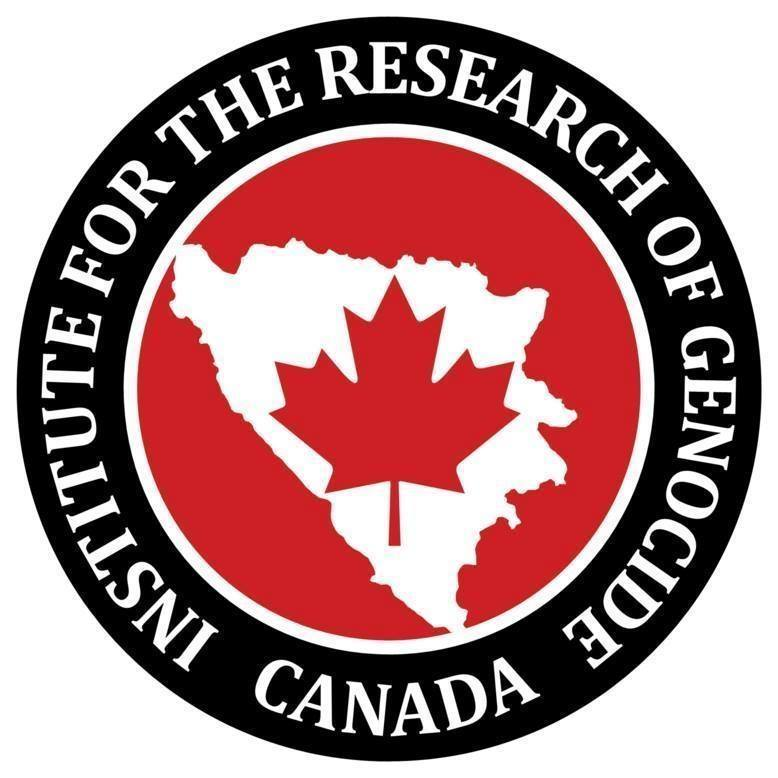 INSTITUTE FOR THE RESEARCH OF GENOCIDE
CANADA